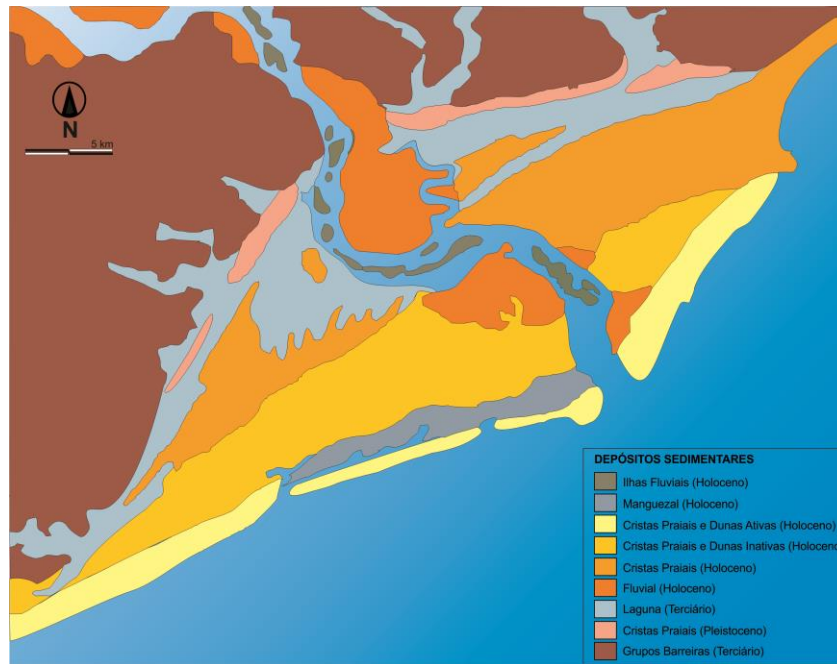 N
5 km
DEPÓSITOS SEDIMENTARES
Ilhas Fluviais (Holoceno)
Manguezal (Holoceno)
Cristas Praiais e Dunas Ativas (Holoceno)
Cristas Praiais e Dunas Inativas (Holoceno
Cristas Praiais (Holoceno)
Fluvial (Holoceno)
Laguna (Terciário)
Cristas Praiais (Pleistoceno)
Grupos Barreiras (Terciário)